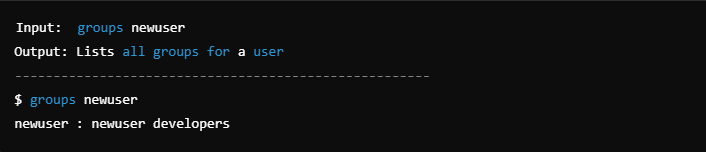 Input:  groups newuser
Output: Lists all groups for a user
------------------------------------------------------
$ groups newuser
newuser : newuser developers